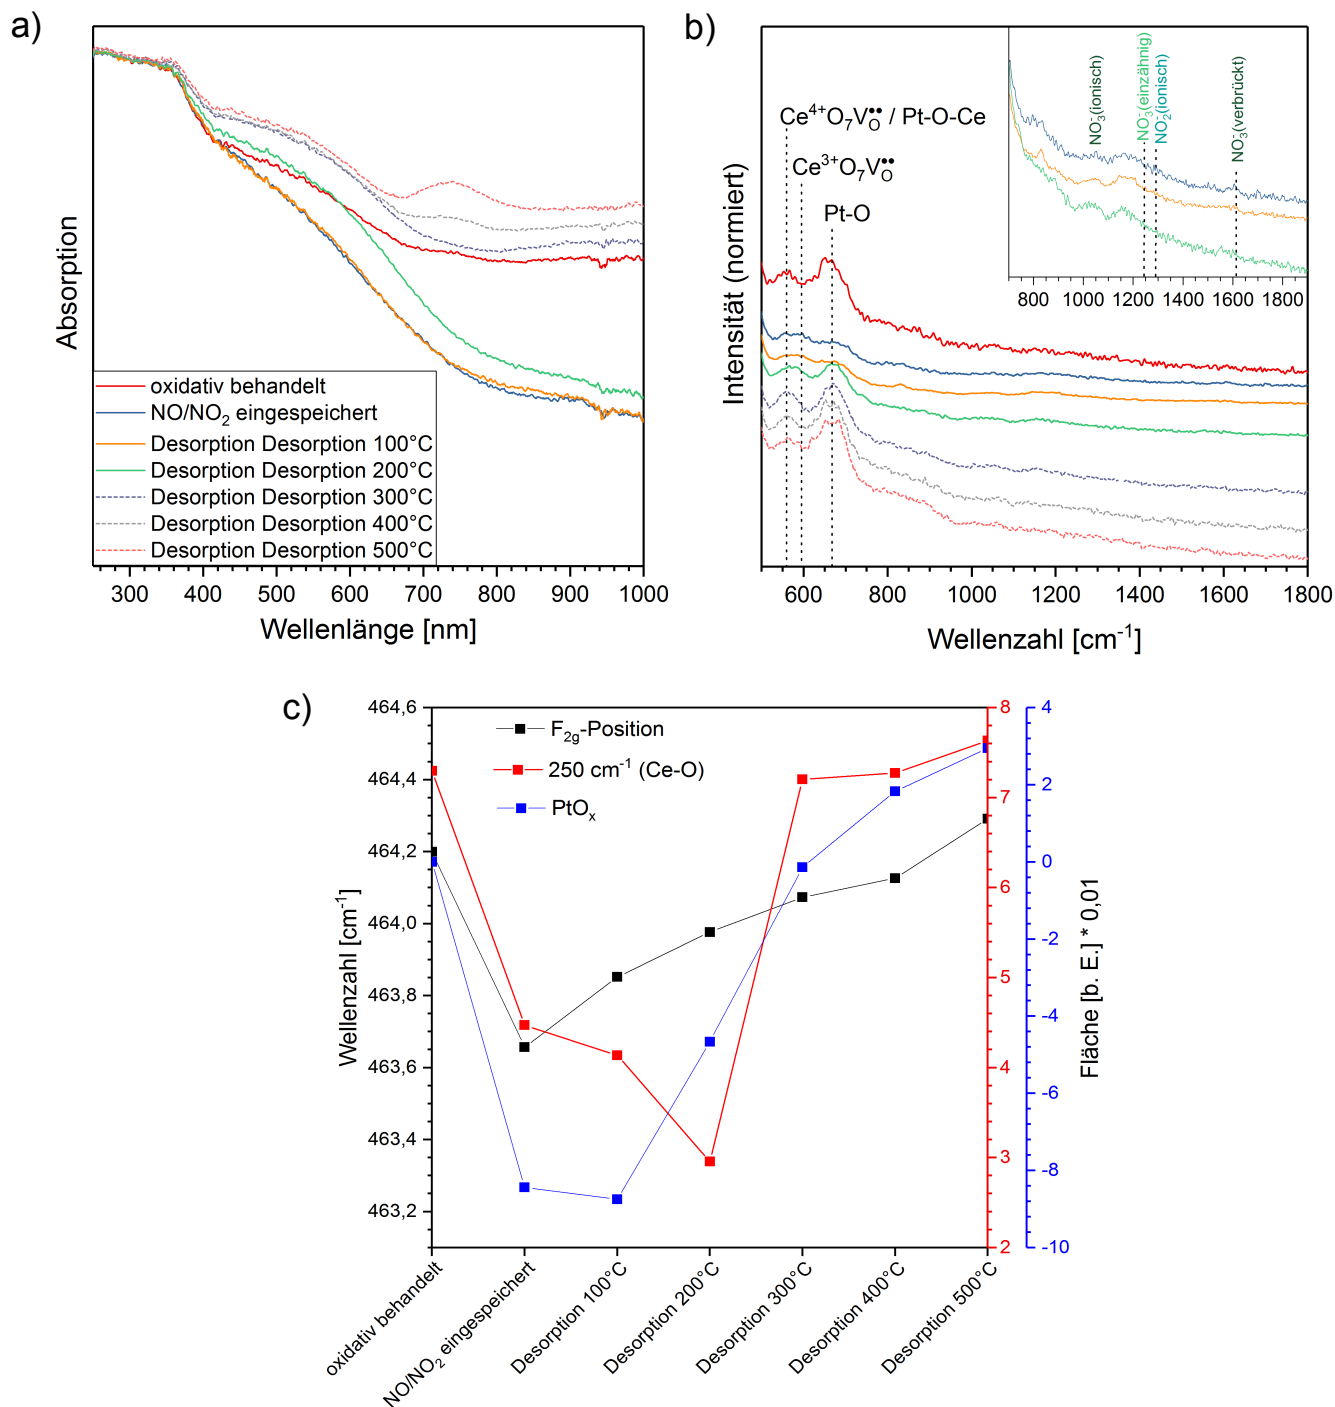 a)
Absorption
oxidativ behandelt
NO/NO₂ eingespeichert
Desorption Desorption 100°C
Desorption Desorption 200°C
Desorption Desorption 300°C
Desorption Desorption 400°C
Desorption Desorption 500°C
300 400 500 600 700 800 900 1000
Wellenlänge [nm]
b)
Intensität (normiert)
Ce⁴⁺O₇V_O^•• / Pt-O-Ce
Ce³⁺O₇V_O^••
Pt-O
NO₃⁻(ionisch)
NO₃⁻(einzähnig)
NO₂⁻(ionisch)
NO₃⁻(verbrückt)
800 1000 1200 1400 1600 1800
600 800 1000 1200 1400 1600 1800
Wellenzahl [cm⁻¹]
c)
Wellenzahl [cm⁻¹]
464,6
464,4
464,2
464,0
463,8
463,6
463,4
463,2
F₂g-Position
250 cm⁻¹ (Ce-O)
PtOₓ
8
7
6
5
4
3
2
4
2
0
-2
-4
-6
-8
-10
Fläche [b. E.] * 0,01
oxidativ behandelt
NO/NO₂ eingespeichert
Desorption 100°C
Desorption 200°C
Desorption 300°C
Desorption 400°C
Desorption 500°C